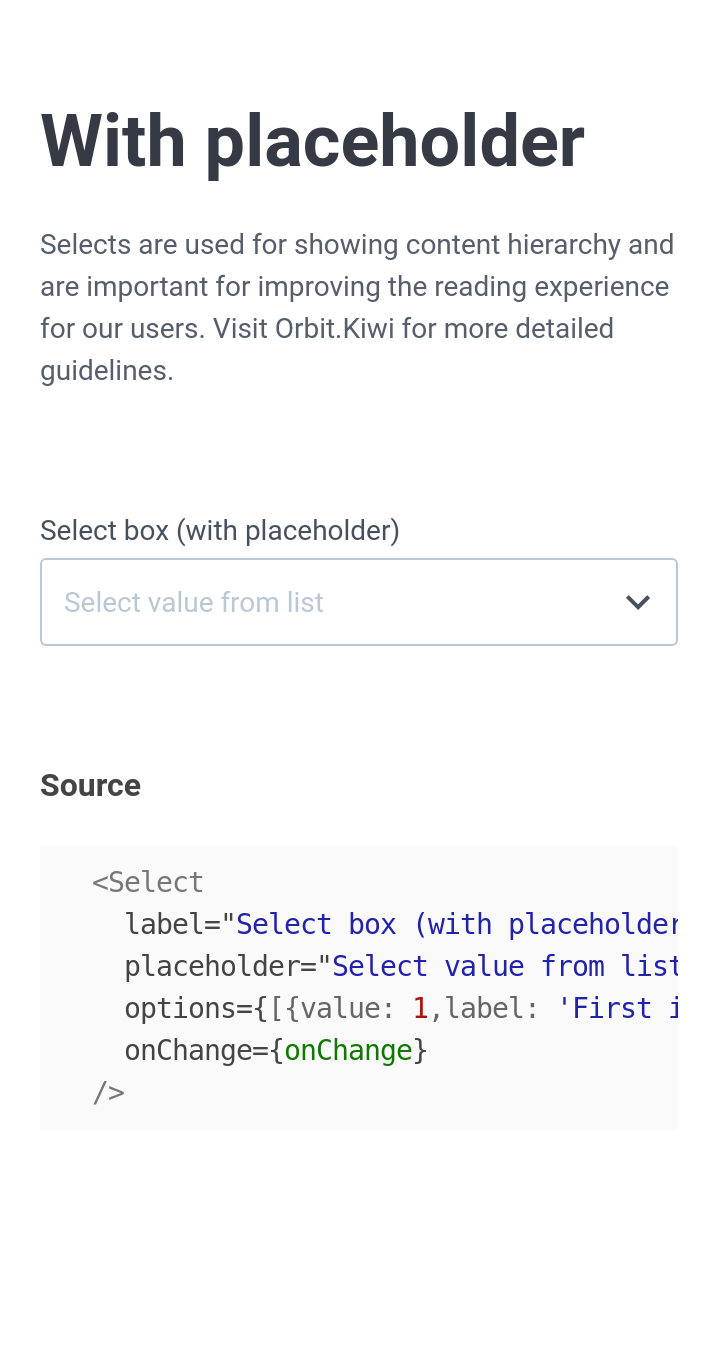 With placeholder
Selects are used for showing content hierarchy and
are important for improving the reading experience
for our users. Visit Orbit.Kiwi for more detailed
guidelines.
Select box (with placeholder)
Select value from list
Source
<Select
label="Select box (with placeholder
placeholder="Select value from list
options={[{value: 1,label: 'First i
onChange={onChange}
/>